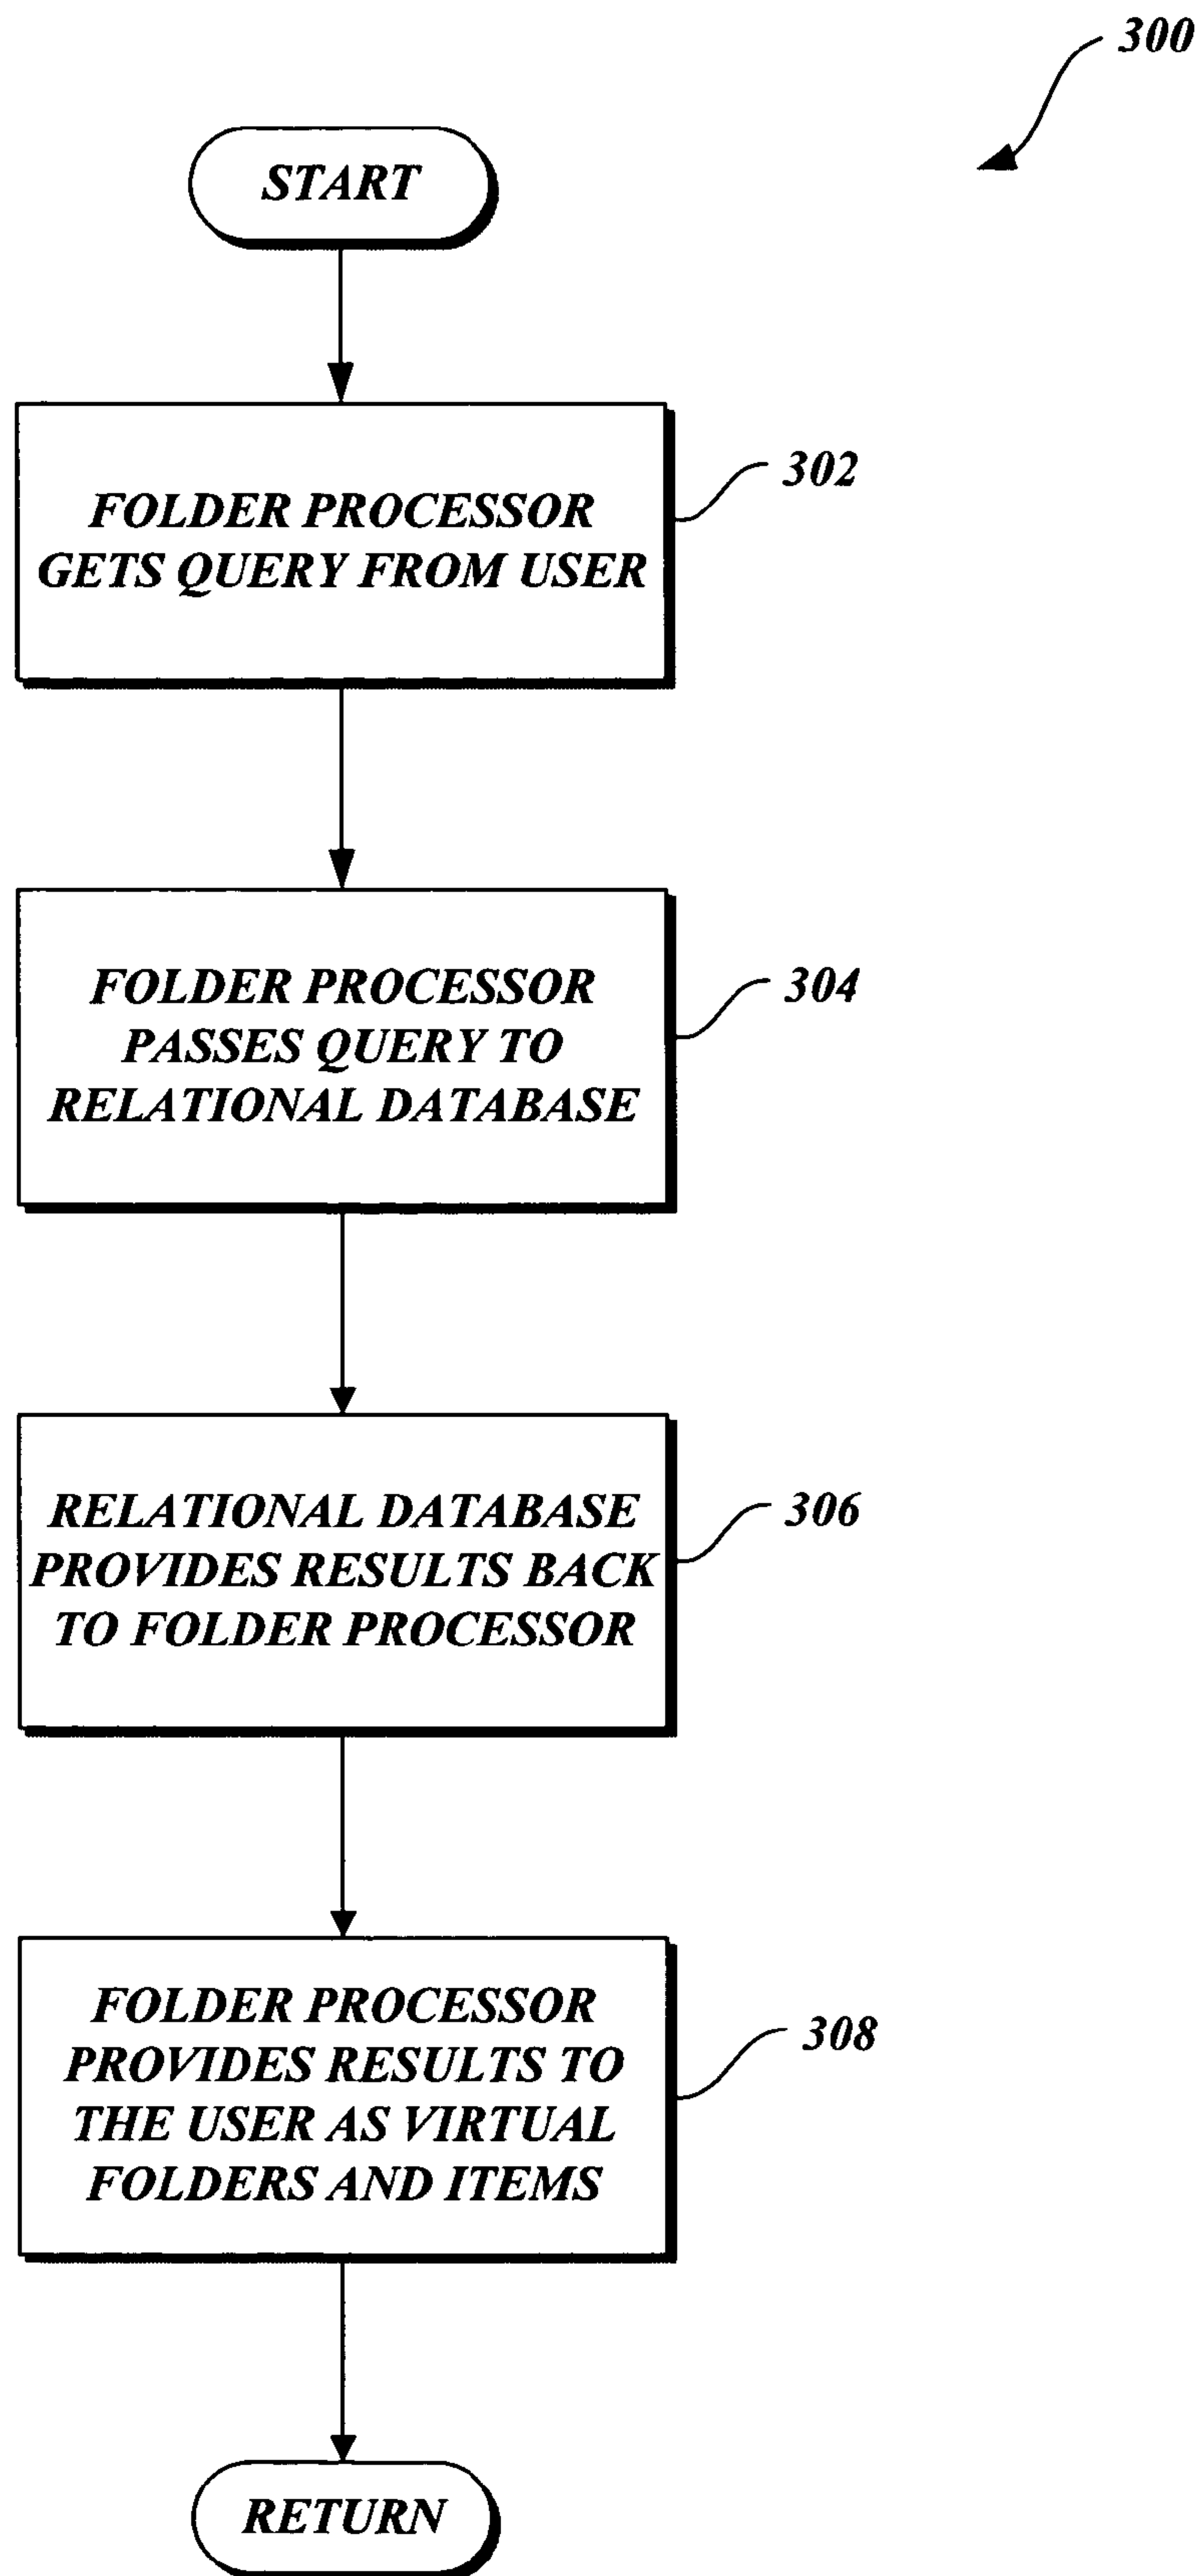 300
START
FOLDER PROCESSOR
GETS QUERY FROM USER
302
FOLDER PROCESSOR
PASSES QUERY TO
RELATIONAL DATABASE
304
RELATIONAL DATABASE
PROVIDES RESULTS BACK
TO FOLDER PROCESSOR
306
FOLDER PROCESSOR
PROVIDES RESULTS TO
THE USER AS VIRTUAL
FOLDERS AND ITEMS
308
RETURN